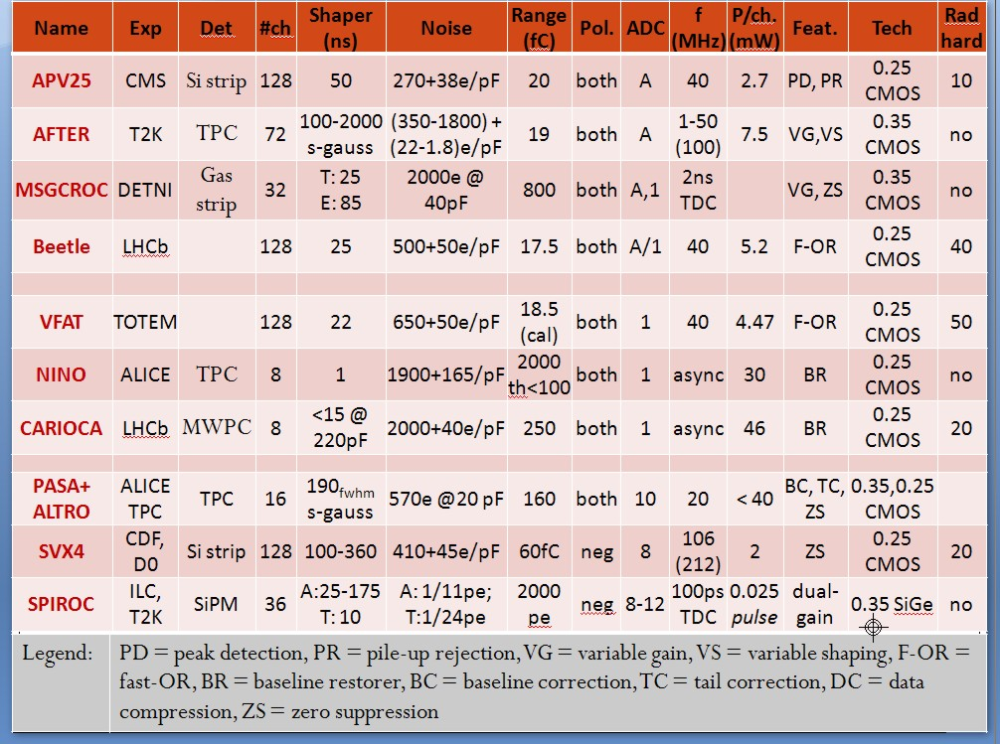 Name Exp Det #ch Shaper (ns) Noise Range (fC) Pol. ADC f (MHz) P/ch. (mW) Feat. Tech Rad hard
APV25 CMS Si strip 128 50 270+38e/pF 20 both A 40 2.7 PD, PR 0.25 CMOS 10
AFTER T2K TPC 72 100-2000 s-gauss (350-1800) + (22-1.8)e/pF 19 both A 1-50 (100) 7.5 VG,VS 0.35 CMOS no
MSGCROC DETNI Gas strip 32 T: 25 E: 85 2000e @ 40pF 800 both A,1 2ns TDC VG, ZS 0.35 CMOS no
Beetle LHCb 128 25 500+50e/pF 17.5 both A/1 40 5.2 F-OR 0.25 CMOS 40
VFAT TOTEM 128 22 650+50e/pF 18.5 (cal) both 1 40 4.47 F-OR 0.25 CMOS 50
NINO ALICE TPC 8 1 1900+165/pF 2000 th<100 both 1 async 30 BR 0.25 CMOS no
CARIOCA LHCb MWPC 8 <15 @ 220pF 2000+40e/pF 250 both 1 async 46 BR 0.25 CMOS 20
PASA+ ALTRO ALICE TPC TPC 16 190fwhm s-gauss 570e @20 pF 160 both 10 20 < 40 BC, TC, ZS 0.35,0.25 CMOS
SVX4 CDF, D0 Si strip 128 100-360 410+45e/pF 60fC neg 8 106 (212) 2 ZS 0.25 CMOS 20
SPIROC ILC, T2K SiPM 36 A:25-175 T: 10 A: 1/11pe; T:1/24pe 2000 pe neg 8-12 100ps TDC 0.025 pulse dual-gain 0.35 SiGe no
Legend: PD = peak detection, PR = pile-up rejection, VG = variable gain, VS = variable shaping, F-OR =
fast-OR, BR = baseline restorer, BC = baseline correction, TC = tail correction, DC = data
compression, ZS = zero suppression